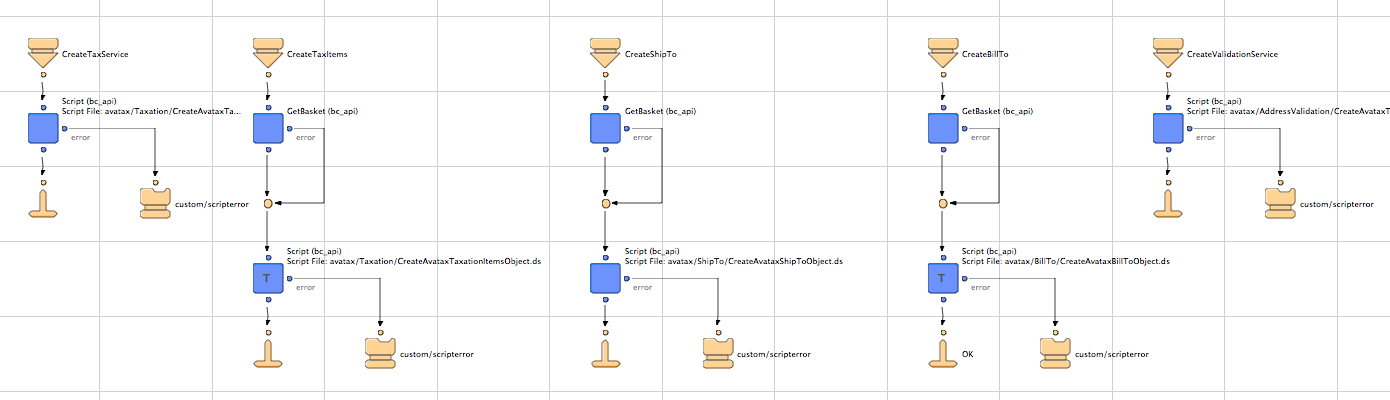 CreateTaxService
CreateTaxItems
CreateShipTo
CreateBillTo
CreateValidationService
Script (bc_api)
Script File: avatax/Taxation/CreateAvataxTa...
GetBasket (bc_api)
GetBasket (bc_api)
GetBasket (bc_api)
Script (bc_api)
Script File: avatax/AddressValidation/CreateAvataxT
error
error
error
error
error
custom/scripterror
custom/scripterror
Script (bc_api)
Script File: avatax/Taxation/CreateAvataxTaxationItemsObject.ds
Script (bc_api)
Script File: avatax/ShipTo/CreateAvataxShipToObject.ds
Script (bc_api)
Script File: avatax/BillTo/CreateAvataxBillToObject.ds
T
T
error
error
error
custom/scripterror
custom/scripterror
OK
custom/scripterror